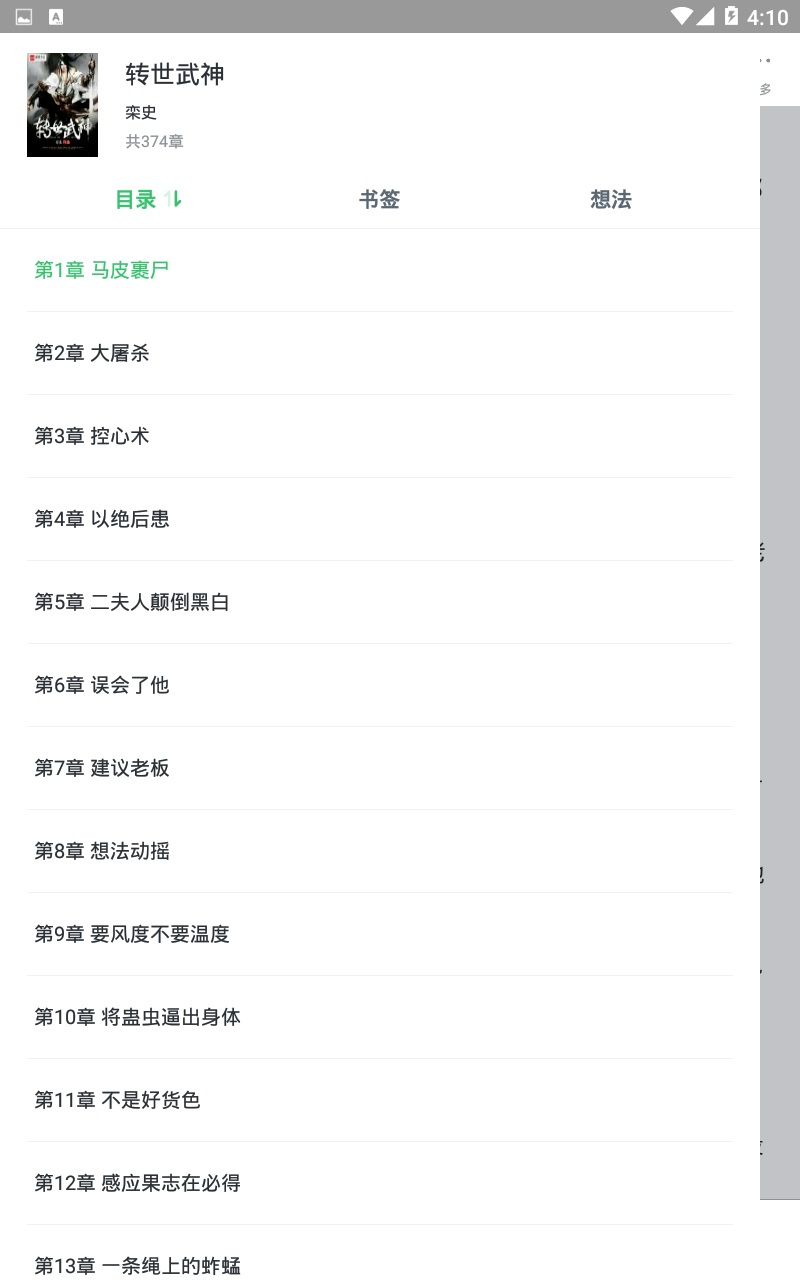 4:10
转世武神
栾史
共374章
目录
书签
想法
第1章 马皮裹尸
第2章 大屠杀
第3章 控心术
第4章 以绝后患
第5章 二夫人颠倒黑白
第6章 误会了他
第7章 建议老板
第8章 想法动摇
第9章 要风度不要温度
第10章 将蛊虫逼出身体
第11章 不是好货色
第12章 感应果志在必得
第13章 一条绳上的蚱蜢
转世武神
多